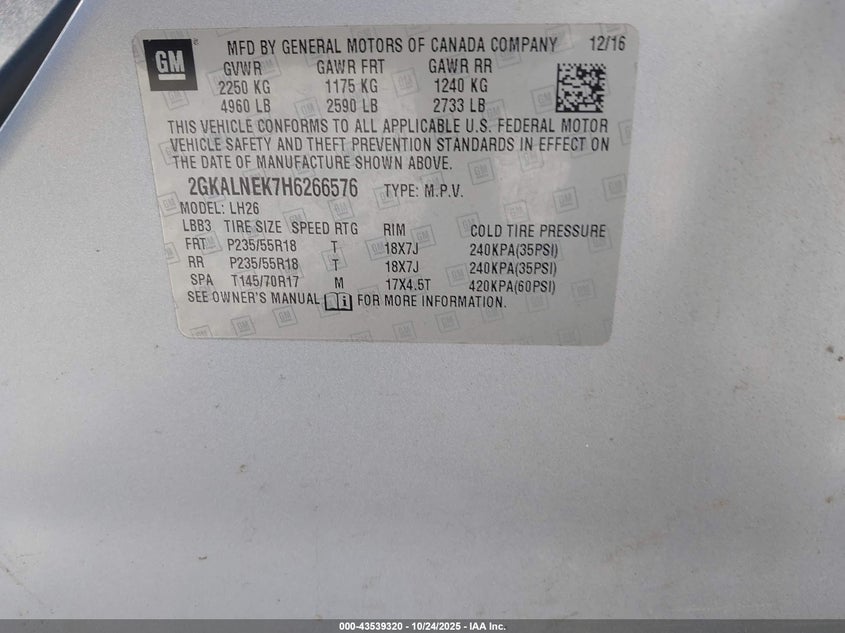 GM
MFD BY GENERAL MOTORS OF CANADA COMPANY 12/16
GVWR GAWR FRT GAWR RR
2250 KG 1175 KG 1240 KG
4960 LB 2590 LB 2733 LB
THIS VEHICLE CONFORMS TO ALL APPLICABLE U.S. FEDERAL MOTOR
VEHICLE SAFETY AND THEFT PREVENTION STANDARDS IN EFFECT ON
THE DATE OF MANUFACTURE SHOWN ABOVE.
2GKALNEK7H6266576 TYPE: M.P.V.
MODEL: LH26
LBB3 TIRE SIZE SPEED RTG RIM COLD TIRE PRESSURE
FRT P235/55R18 T 18X7J 240KPA(35PSI)
RR P235/55R18 T 18X7J 240KPA(35PSI)
SPA T145/70R17 M 17X4.5T 420KPA(60PSI)
SEE OWNER'S MANUAL FOR MORE INFORMATION.
000-43539320 - 10/24/2025 - IAA Inc.